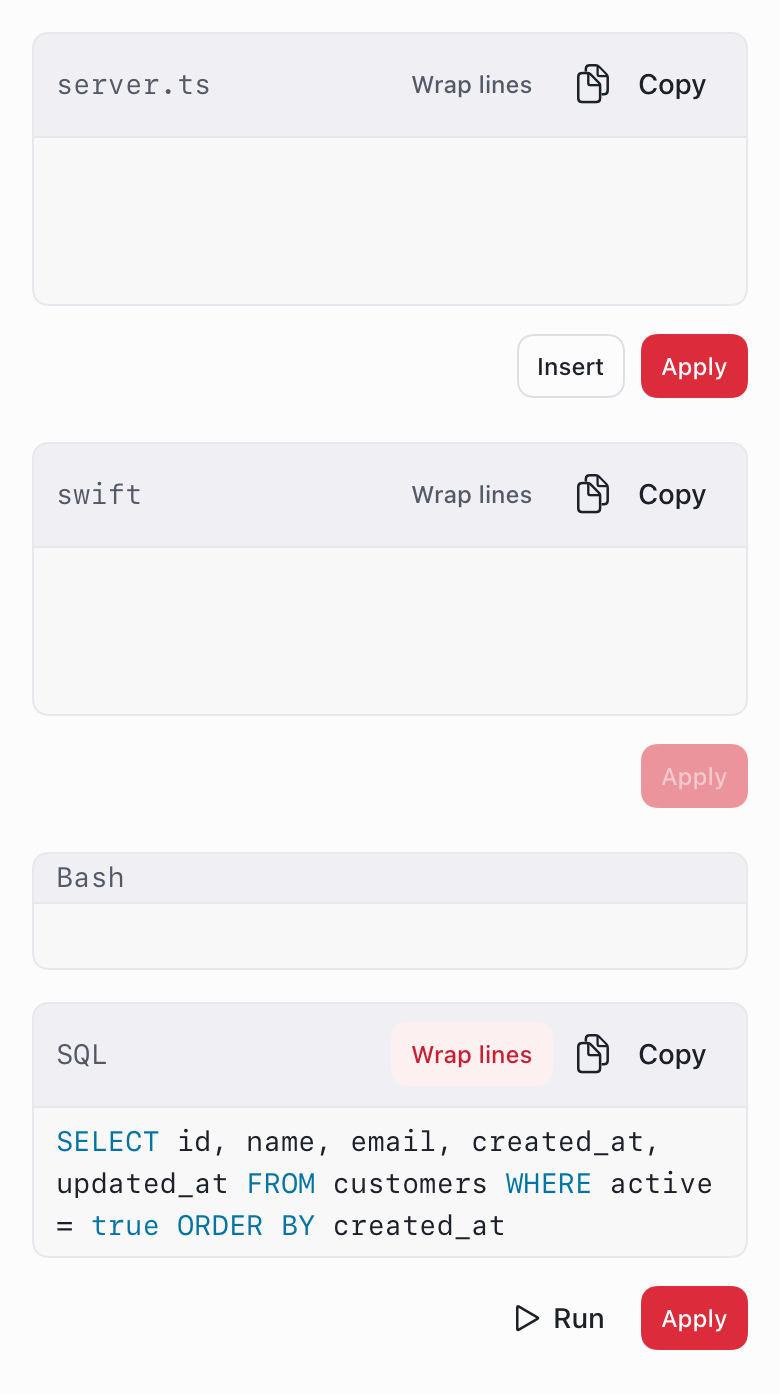 server.ts Wrap lines Copy
Insert Apply
swift Wrap lines Copy
Apply
Bash
SQL Wrap lines Copy
SELECT id, name, email, created_at,
updated_at FROM customers WHERE active
= true ORDER BY created_at
Run Apply